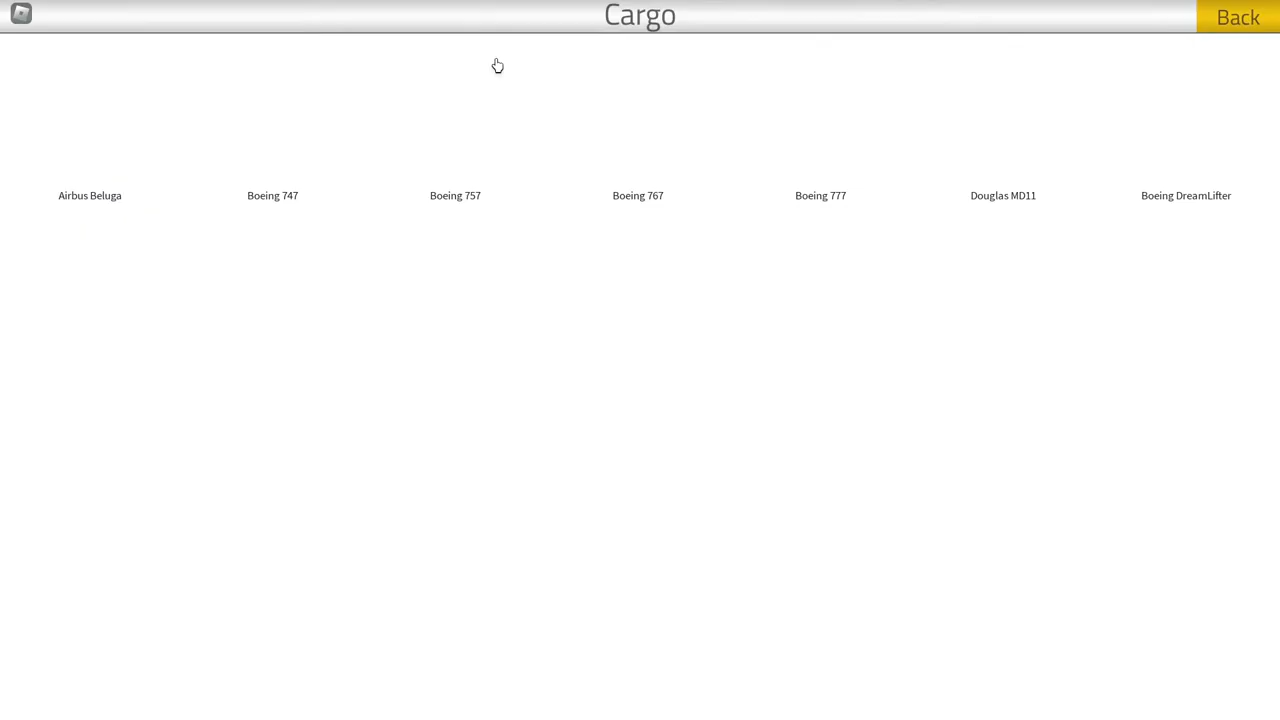 Cargo
Back
Airbus Beluga
Boeing 747
Boeing 757
Boeing 767
Boeing 777
Douglas MD11
Boeing DreamLifter